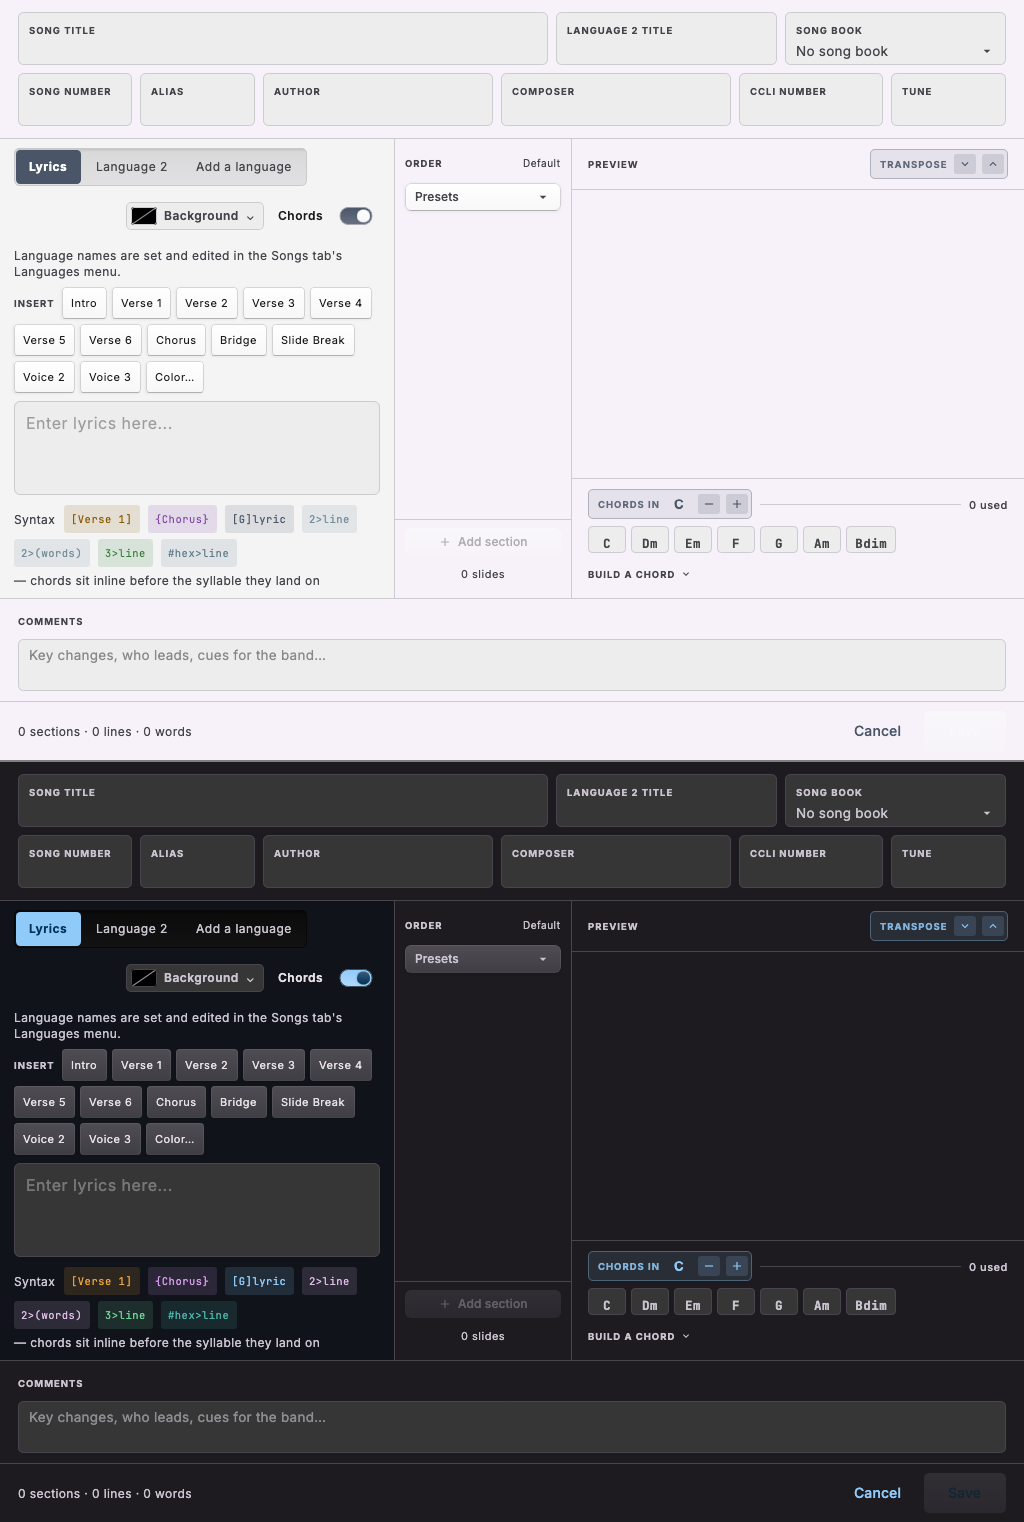 SONG TITLE
LANGUAGE 2 TITLE
SONG BOOK
No song book
SONG NUMBER
ALIAS
AUTHOR
COMPOSER
CCLI NUMBER
TUNE
Lyrics
Language 2
Add a language
Background
Chords
Language names are set and edited in the Songs tab's
Languages menu.
INSERT
Intro
Verse 1
Verse 2
Verse 3
Verse 4
Verse 5
Verse 6
Chorus
Bridge
Slide Break
Voice 2
Voice 3
Color...
Enter lyrics here...
Syntax
[Verse 1]
{Chorus}
[G]lyric
2>line
2>(words)
3>line
#hex>line
— chords sit inline before the syllable they land on
ORDER
Default
Presets
+ Add section
0 slides
PREVIEW
TRANSPOSE
CHORDS IN
C
0 used
C
Dm
Em
F
G
Am
Bdim
BUILD A CHORD
COMMENTS
Key changes, who leads, cues for the band...
0 sections · 0 lines · 0 words
Cancel
SONG TITLE
LANGUAGE 2 TITLE
SONG BOOK
No song book
SONG NUMBER
ALIAS
AUTHOR
COMPOSER
CCLI NUMBER
TUNE
Lyrics
Language 2
Add a language
Background
Chords
Language names are set and edited in the Songs tab's
Languages menu.
INSERT
Intro
Verse 1
Verse 2
Verse 3
Verse 4
Verse 5
Verse 6
Chorus
Bridge
Slide Break
Voice 2
Voice 3
Color...
Enter lyrics here...
Syntax
[Verse 1]
{Chorus}
[G]lyric
2>line
2>(words)
3>line
#hex>line
— chords sit inline before the syllable they land on
ORDER
Default
Presets
+ Add section
0 slides
PREVIEW
TRANSPOSE
CHORDS IN
C
0 used
C
Dm
Em
F
G
Am
Bdim
BUILD A CHORD
COMMENTS
Key changes, who leads, cues for the band...
0 sections · 0 lines · 0 words
Cancel
Save